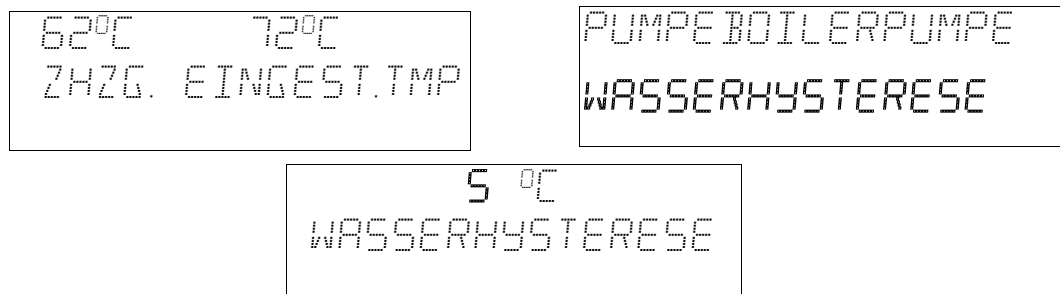 62°C 72°C
ZHZG. EINGEST.TMP
PUMPE BOILERPUMPE
WASSERHYSTERESE
5 °C
WASSERHYSTERESE